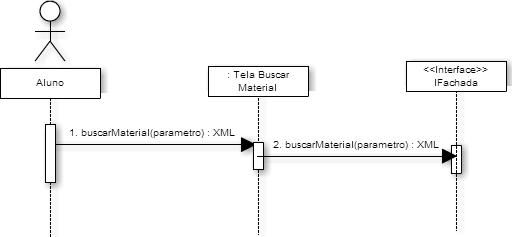 Aluno
: Tela Buscar
Material
<<Interface>>
IFachada
1. buscarMaterial(parametro) : XML
2. buscarMaterial(parametro) : XML